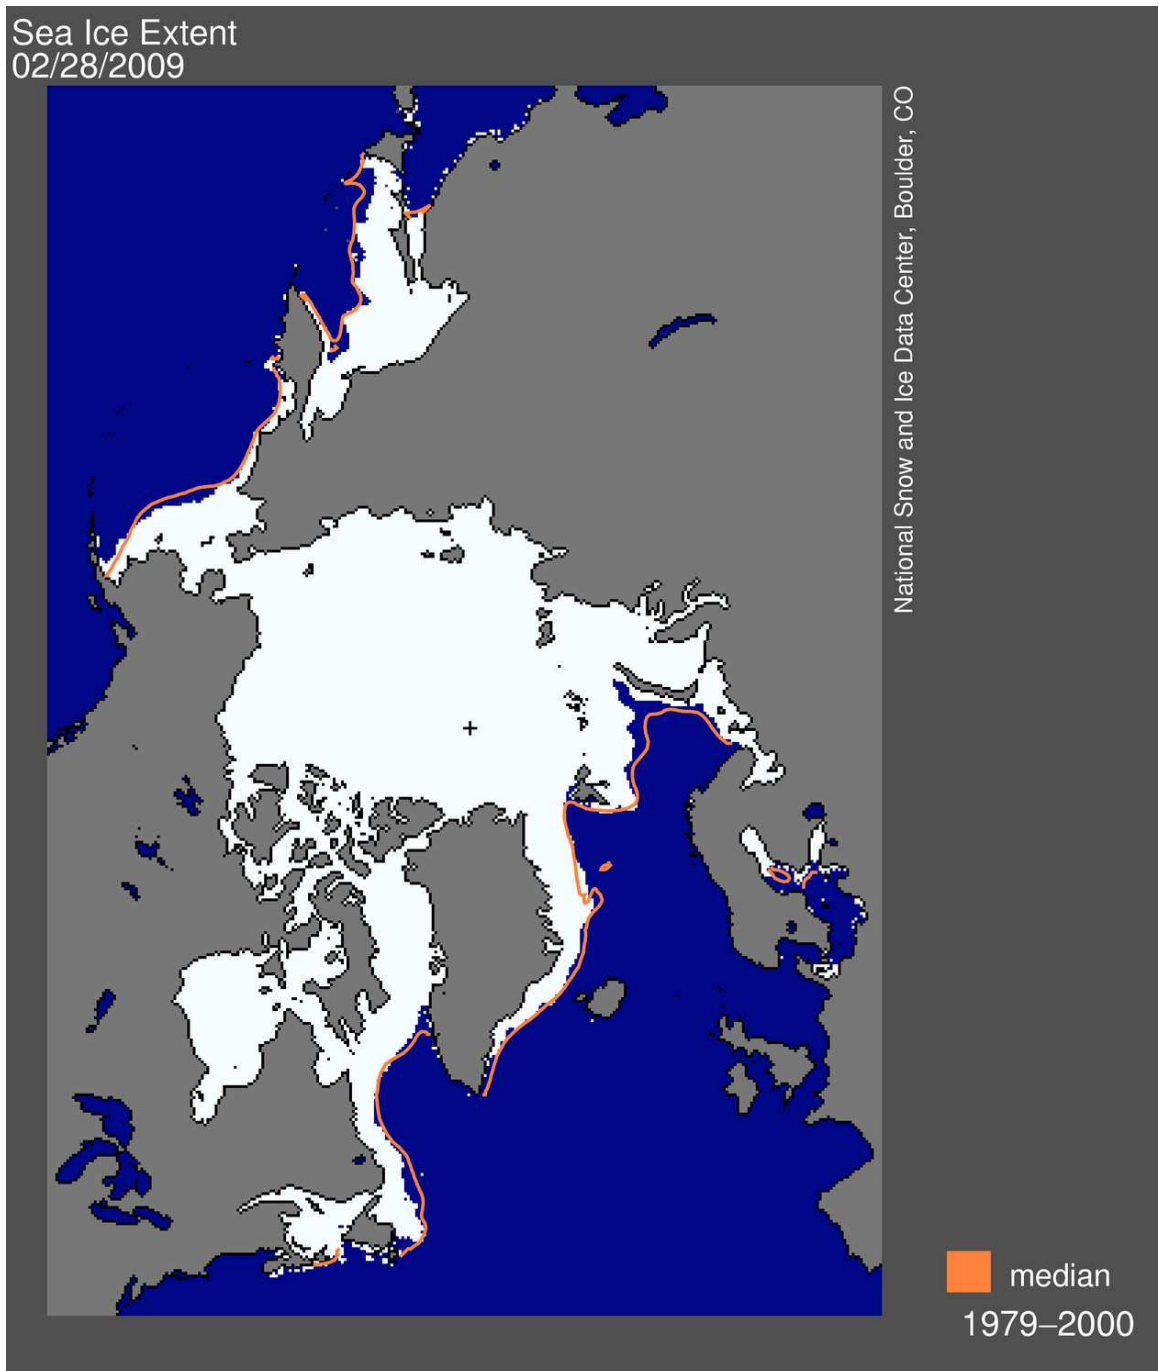 Sea Ice Extent
02/28/2009
National Snow and Ice Data Center, Boulder, CO
median
1979–2000